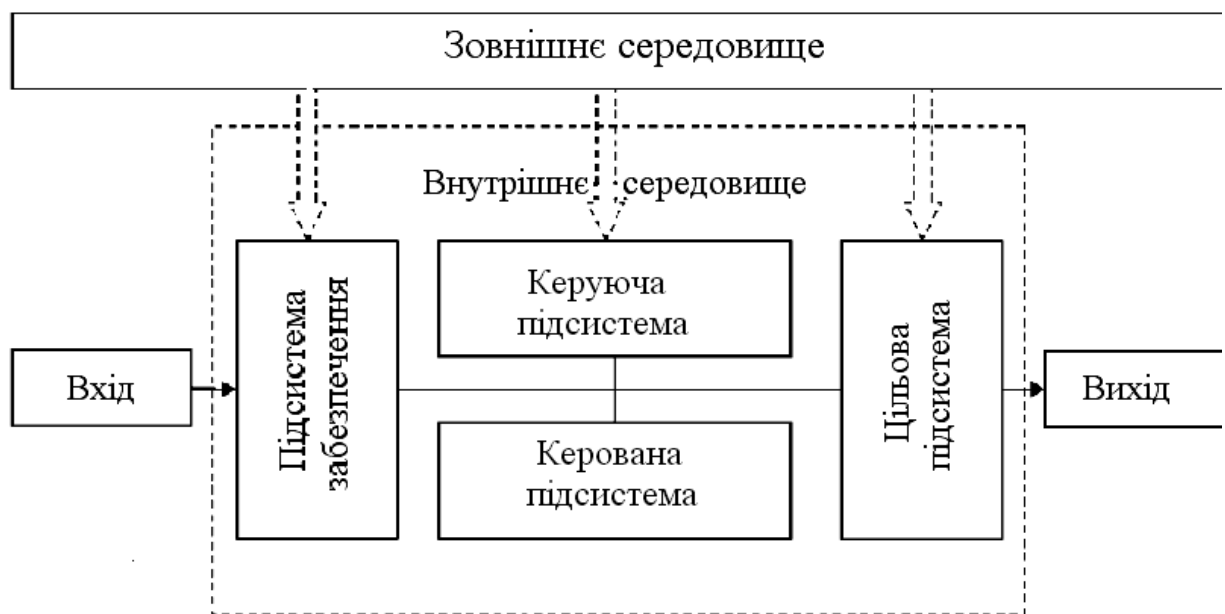 Зовнішнє середовище
Внутрішнє середовище
Вхід
Підсистема
забезпечення
Керуюча
підсистема
Керована
підсистема
Цільова
підсистема
Вихід